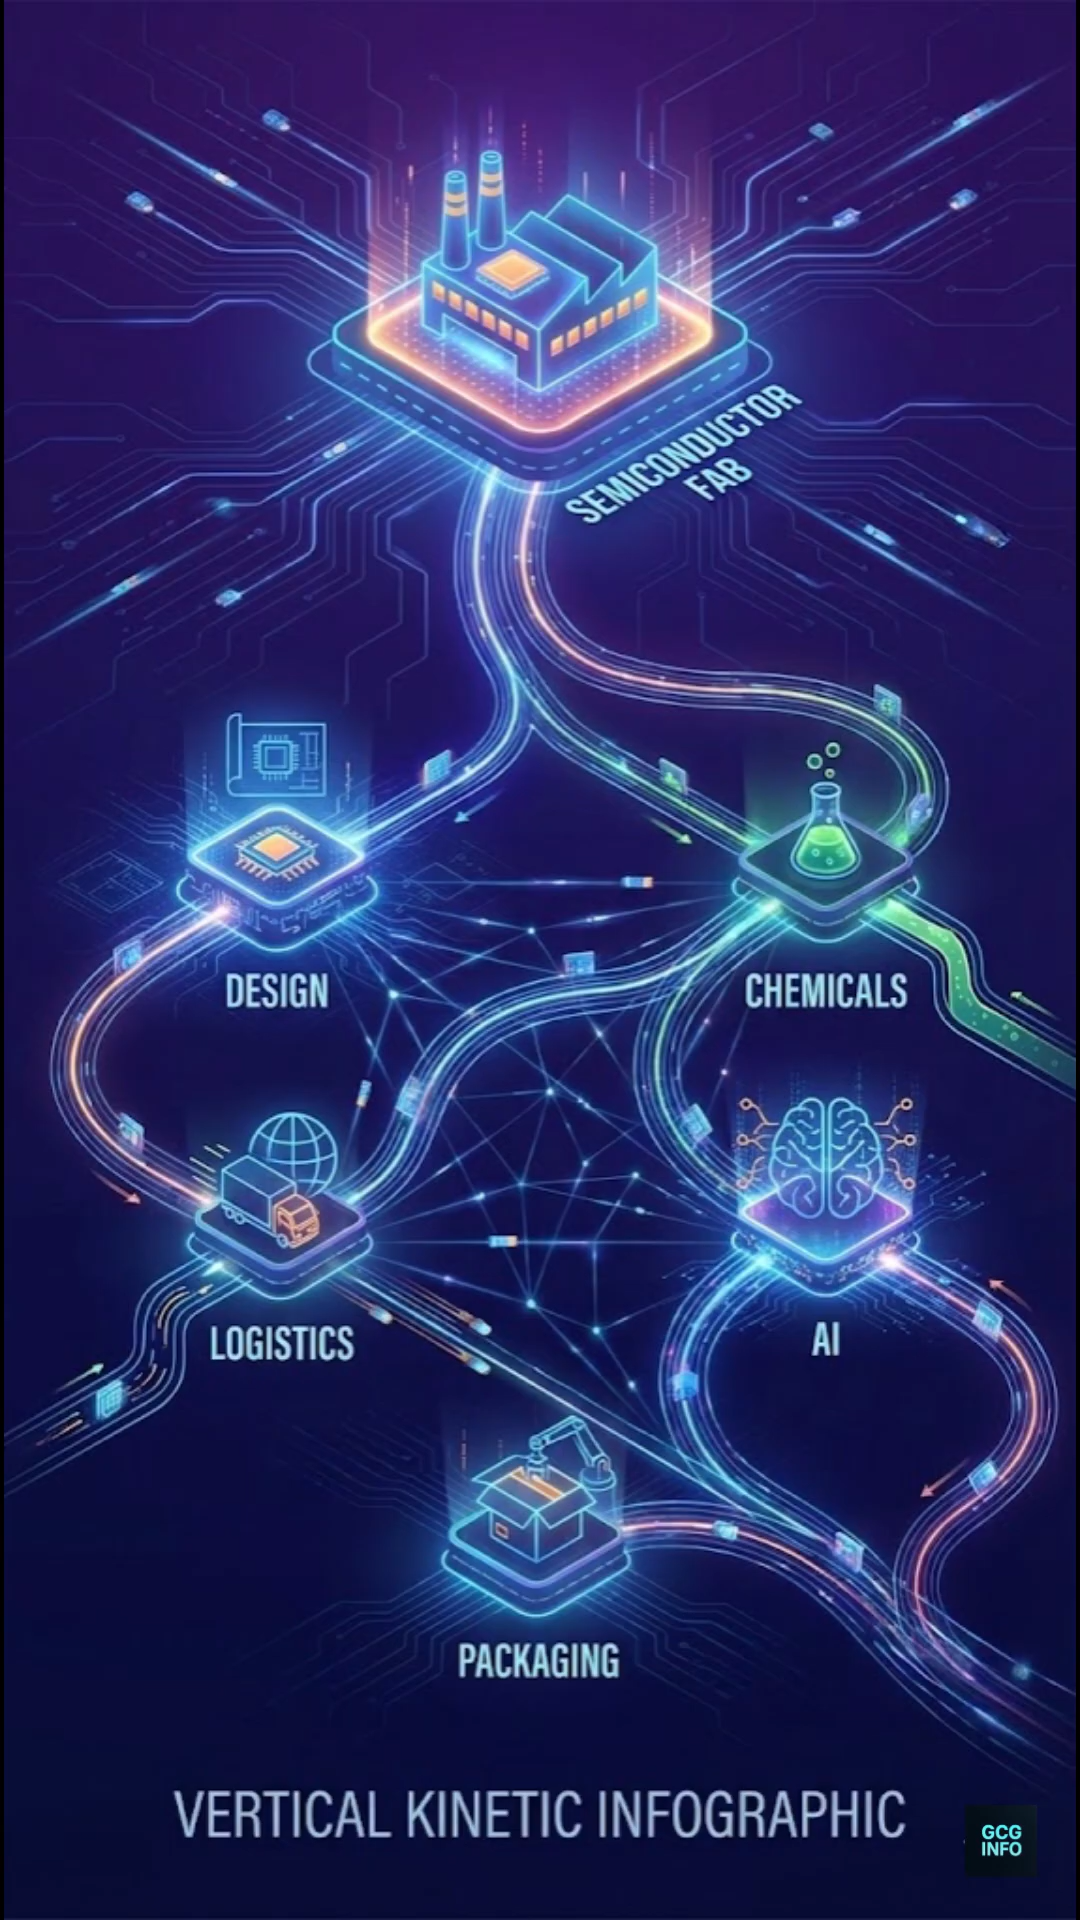 SEMICONDUCTOR
FAB
DESIGN
CHEMICALS
LOGISTICS
AI
PACKAGING
VERTICAL KINETIC INFOGRAPHIC
GCG
INFO